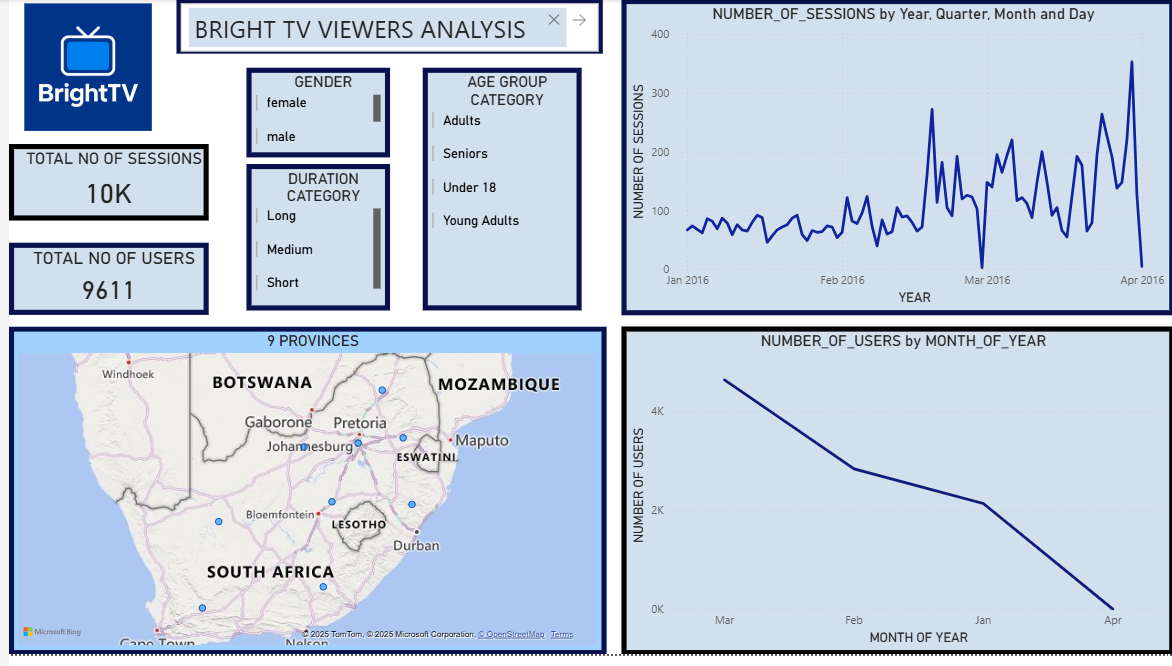 BrightTV
BRIGHT TV VIEWERS ANALYSIS
TOTAL NO OF SESSIONS
10K
TOTAL NO OF USERS
9611
GENDER
female
male
DURATION
CATEGORY
Long
Medium
Short
AGE GROUP
CATEGORY
Adults
Seniors
Under 18
Young Adults
NUMBER_OF_SESSIONS by Year, Quarter, Month and Day
NUMBER OF SESSIONS
400
300
200
100
0
Jan 2016
Feb 2016
Mar 2016
Apr 2016
YEAR
9 PROVINCES
Windhoek
BOTSWANA
MOZAMBIQUE
Gaborone
Pretoria
Johannesburg
Maputo
ESWATINI
Bloemfontein
LESOTHO
Durban
SOUTH AFRICA
Cape Town
Nelson
Microsoft Bing
© 2025 TomTom, © 2025 Microsoft Corporation, © OpenStreetMap Terms
NUMBER_OF_USERS by MONTH_OF_YEAR
NUMBER OF USERS
4K
2K
0K
Mar
Feb
Jan
Apr
MONTH OF YEAR